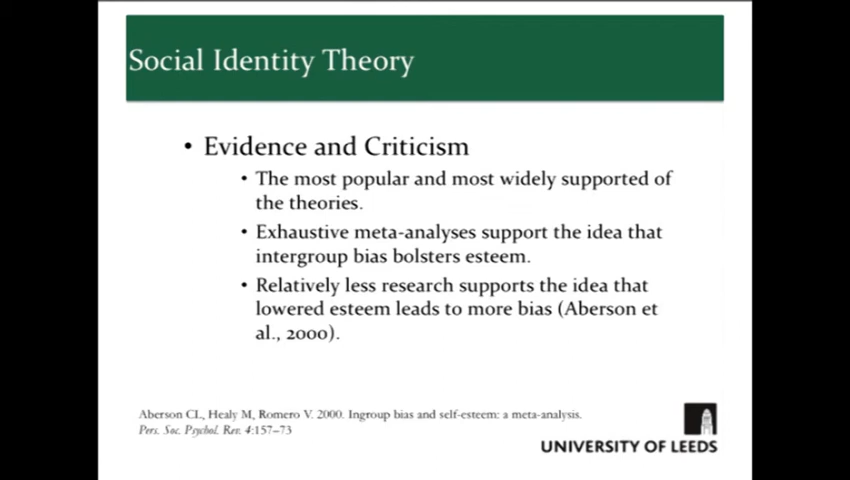 Social Identity Theory
• Evidence and Criticism
• The most popular and most widely supported of
the theories.
• Exhaustive meta-analyses support the idea that
intergroup bias bolsters esteem.
• Relatively less research supports the idea that
lowered esteem leads to more bias (Aberson et
al., 2000).
Aberson CL, Healy M, Romero V. 2000. Ingroup bias and self-esteem: a meta-analysis.
Pers. Soc. Psychol. Rev. 4:157–73
UNIVERSITY OF LEEDS